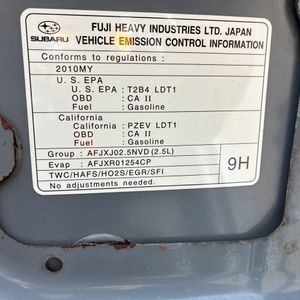 SUBARU
FUJI HEAVY INDUSTRIES LTD. JAPAN
VEHICLE EMISSION CONTROL INFORMATION
Conforms to regulations :
2010MY
U. S. EPA
U. S. EPA : T2B4 LDT1
OBD : CA II
Fuel : Gasoline
California
California : PZEV LDT1
OBD : CA II
Fuel : Gasoline
Group : AFJXJ02.5NVD (2.5L)
Evap : AFJXR01254CP
TWC/HAFS/HO2S/EGR/SFI
No adjustments needed.
9H